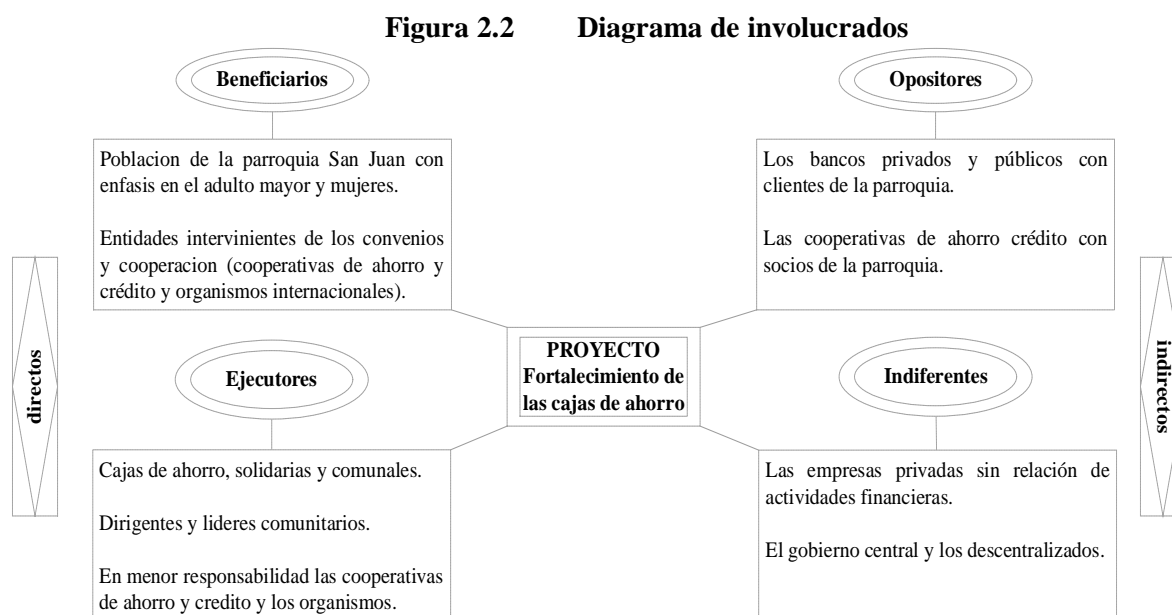 Figura 2.2 Diagrama de involucrados
Beneficiarios
Poblacion de la parroquia San Juan con
enfasis en el adulto mayor y mujeres.
Entidades intervinientes de los convenios
y cooperacion (cooperativas de ahorro y
crédito y organismos internacionales).
Opositores
Los bancos privados y públicos con
clientes de la parroquia.
Las cooperativas de ahorro crédito con
socios de la parroquia.
directos
PROYECTO
Fortalecimiento de
las cajas de ahorro
indirectos
Ejecutores
Cajas de ahorro, solidarias y comunales.
Dirigentes y lideres comunitarios.
En menor responsabilidad las cooperativas
de ahorro y credito y los organismos.
Indiferentes
Las empresas privadas sin relación de
actividades financieras.
El gobierno central y los descentralizados.